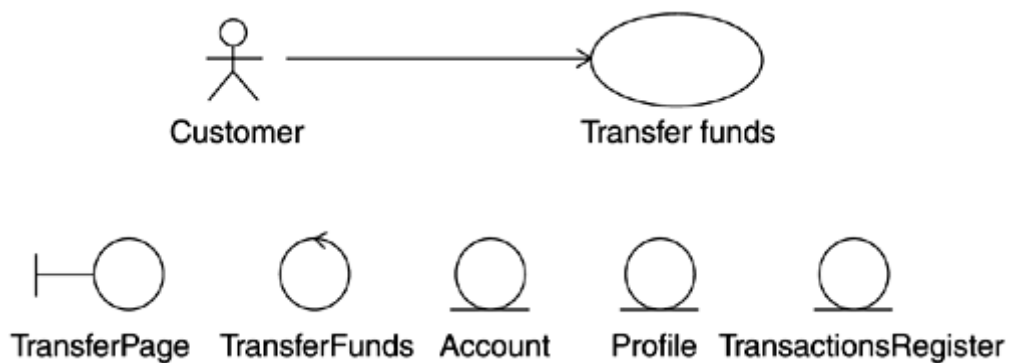 Customer Transfer funds
TransferPage TransferFunds Account Profile TransactionsRegister